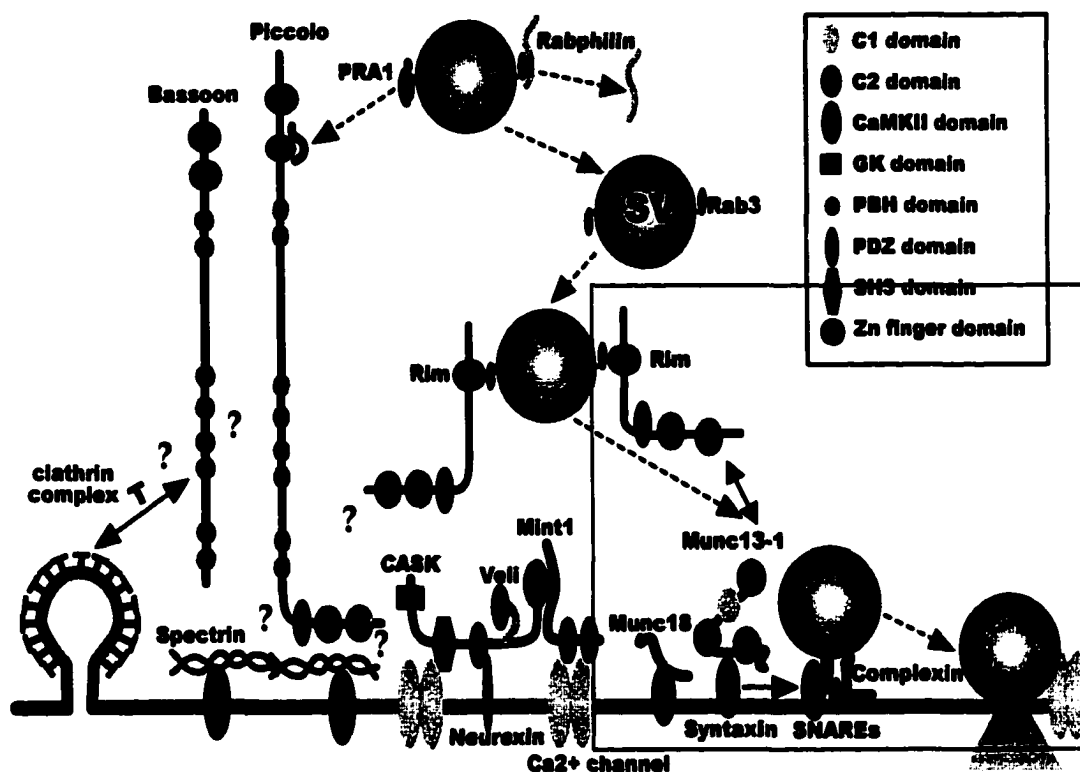 Piccolo
Rabphilin
PRA1
Bassoon
C1 domain
C2 domain
CaMKII domain
GK domain
PBH domain
PDZ domain
SH3 domain
Zn finger domain
SV
Rab3
Rim
Rim
?
?
clathrin
complex
?
Mint1
Munc13-1
CASK
Veli
?
?
Spectrin
Munc18
Complexin
Neurexin
Syntaxin
SNAREs
Ca2+ channel